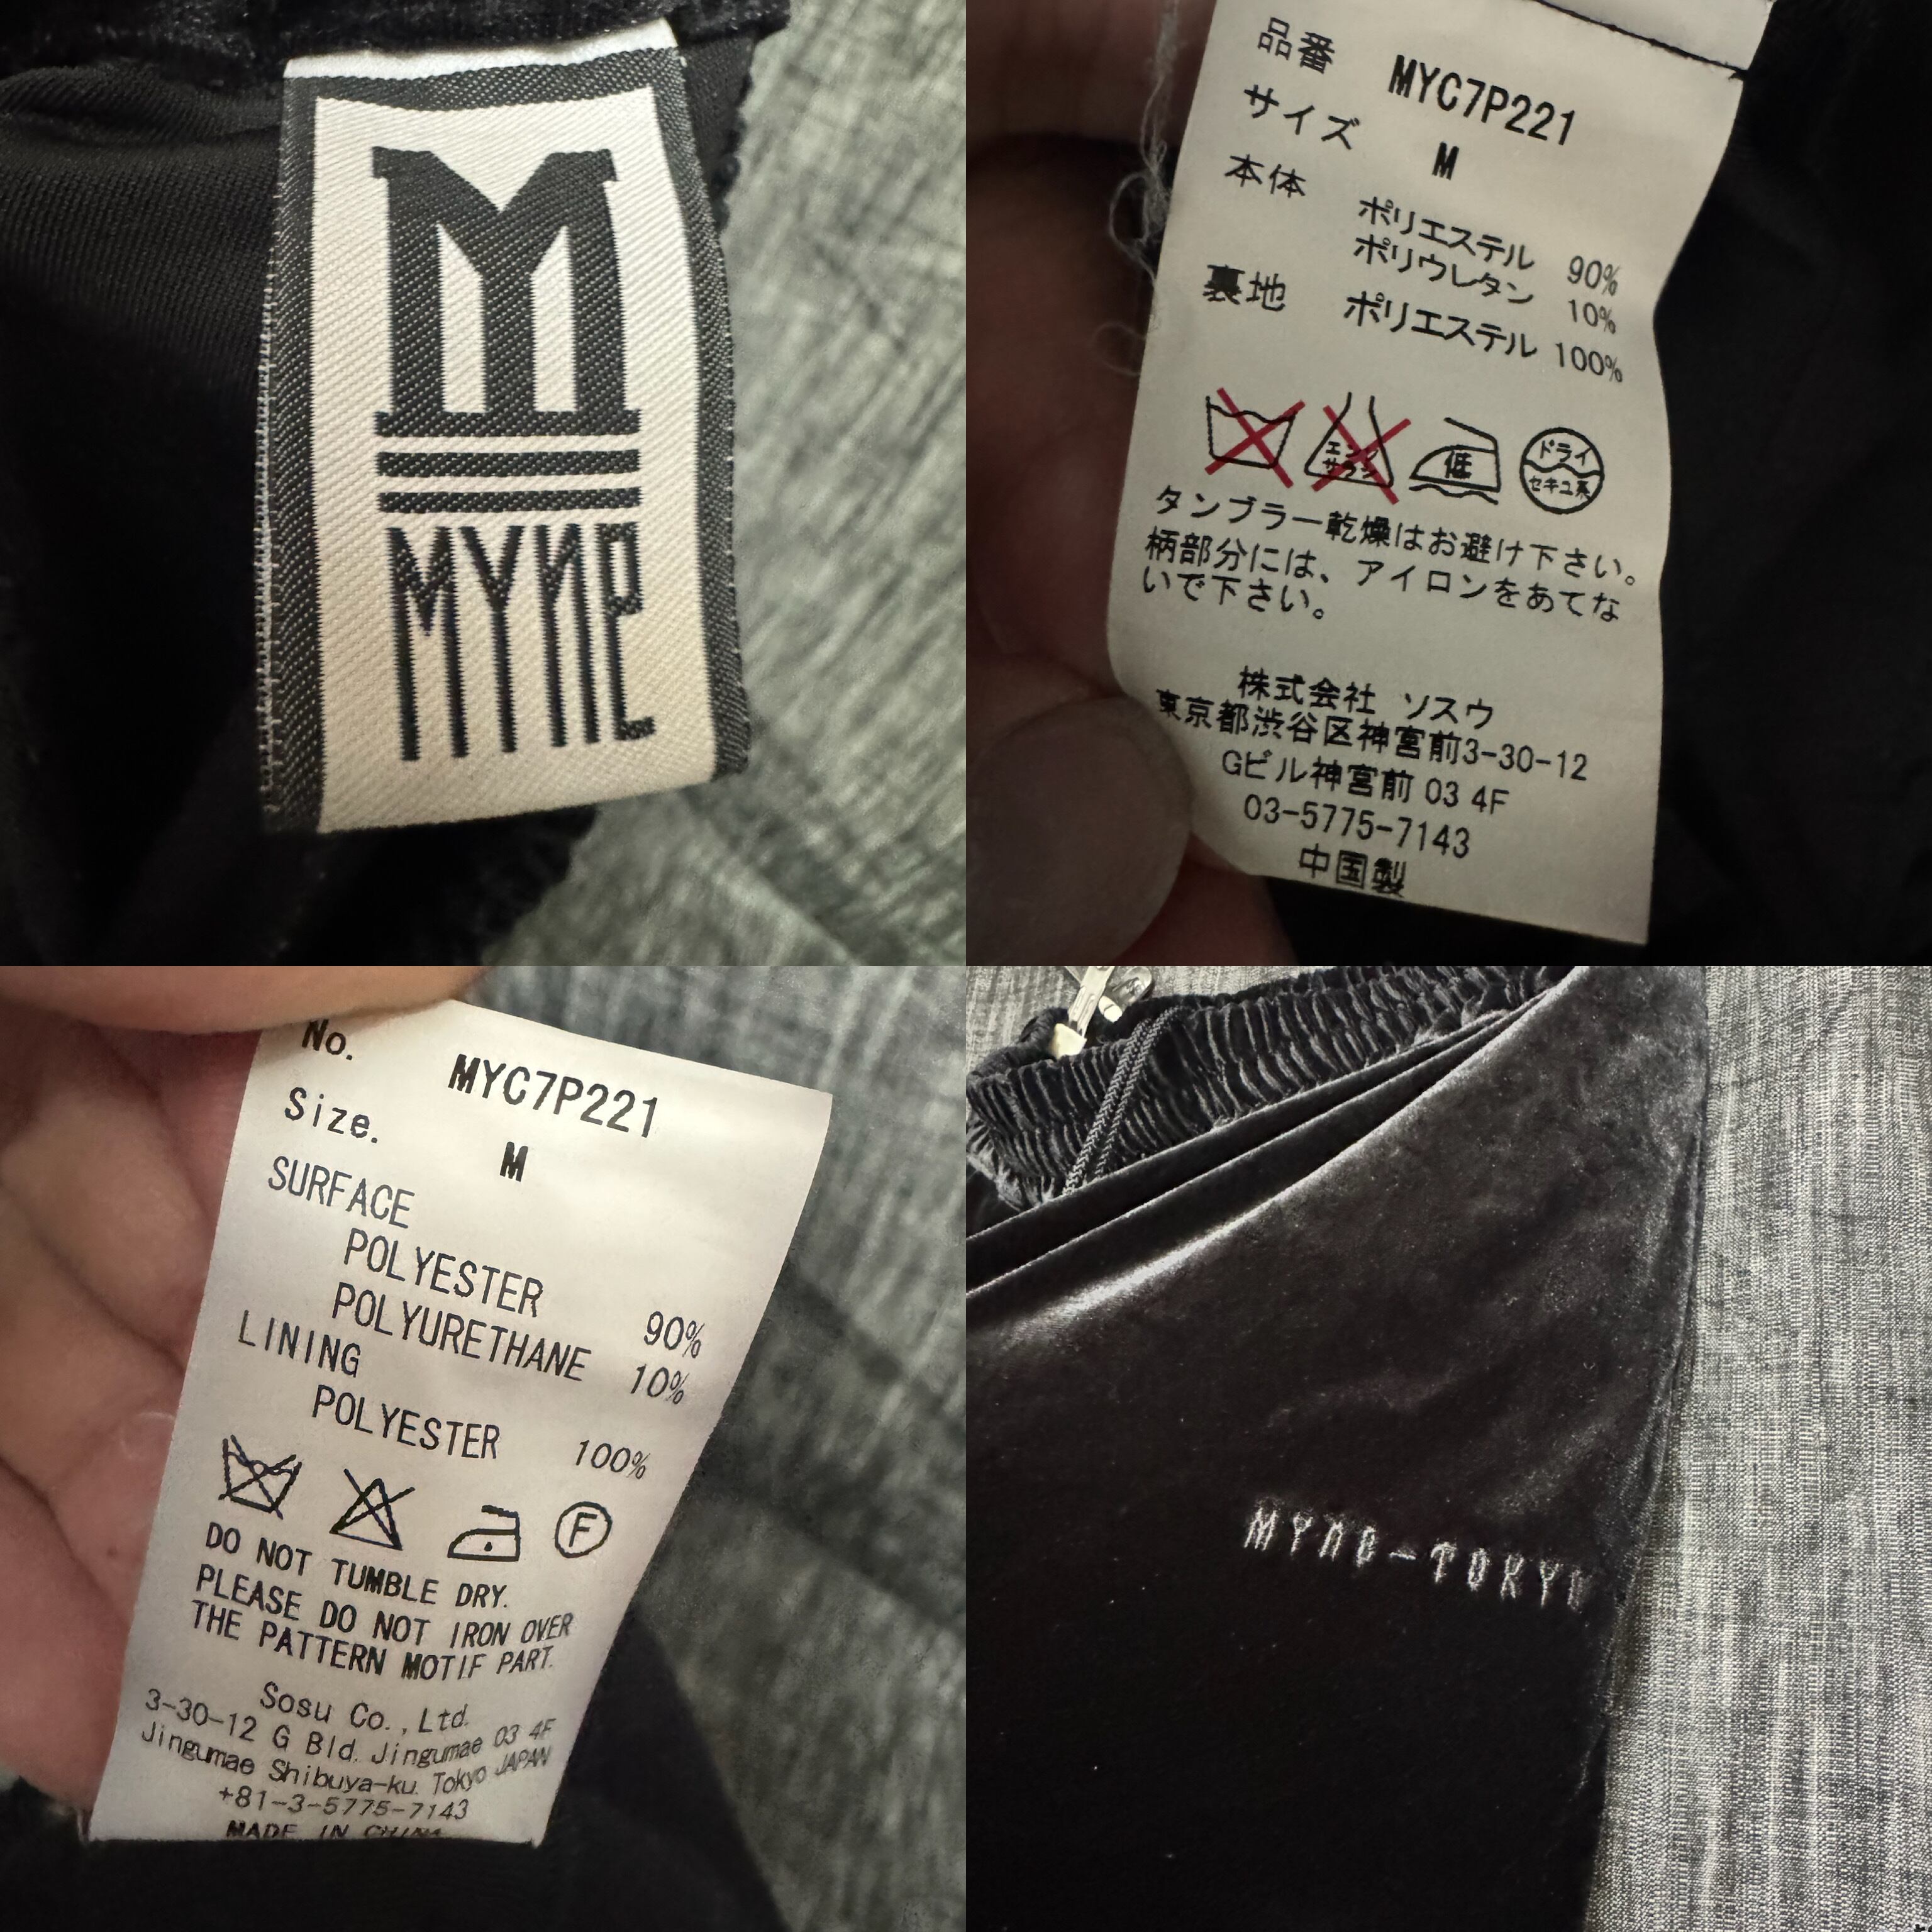 MYNE
品番 MYC7P221
サイズ M
本体 ポリエステル 90%
ポリウレタン 10%
裏地 ポリエステル 100%
エンソ
サラシ
低
ドライ
セキユ系
タンブラー乾燥はお避け下さい。
柄部分には、アイロンをあてな
いで下さい。
株式会社 ソスウ
東京都渋谷区神宮前3-30-12
Gビル神宮前 03 4F
03-5775-7143
中国製
No. MYC7P221
Size. M
SURFACE
POLYESTER 90%
POLYURETHANE 10%
LINING
POLYESTER 100%
F
DO NOT TUMBLE DRY.
PLEASE DO NOT IRON OVER
THE PATTERN MOTIF PART.
Sosu Co.,Ltd.
3-30-12 G Bld. Jingumae 03 4F
Jingumae Shibuya-ku. Tokyo JAPAN
+81-3-5775-7143
MADE IN CHINA
MYNE-TOKYO